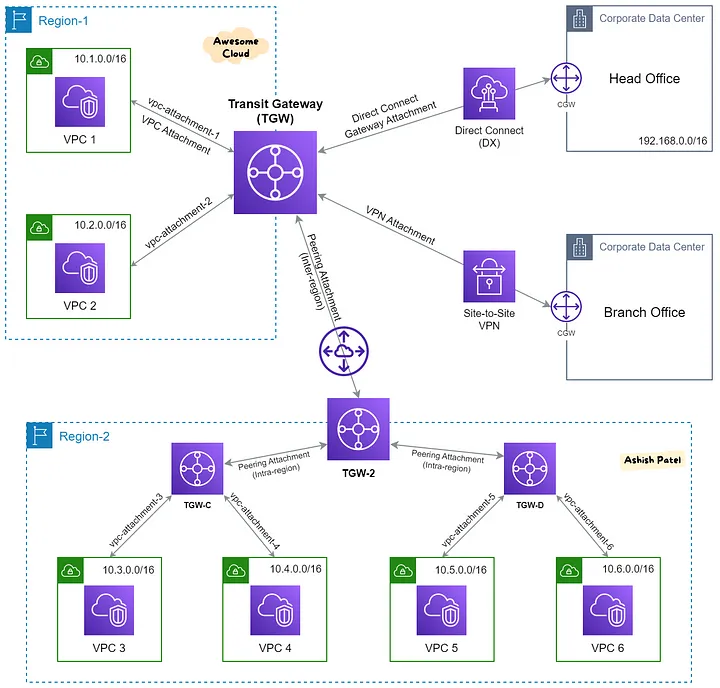 Region-1
Awesome
Cloud
10.1.0.0/16
VPC 1
vpc-attachment-1
VPC Attachment
Transit Gateway
(TGW)
10.2.0.0/16
VPC 2
vpc-attachment-2
Direct Connect
Gateway Attachment
Direct Connect
(DX)
CGW
Corporate Data Center
Head Office
192.168.0.0/16
VPN Attachment
Site-to-Site
VPN
CGW
Corporate Data Center
Branch Office
Peering Attachment
(Inter-region)
Region-2
Ashish Patel
TGW-2
Peering Attachment
(Intra-region)
Peering Attachment
(Intra-region)
TGW-C
TGW-D
vpc-attachment-3
vpc-attachment-4
vpc-attachment-5
vpc-attachment-6
10.3.0.0/16
VPC 3
10.4.0.0/16
VPC 4
10.5.0.0/16
VPC 5
10.6.0.0/16
VPC 6